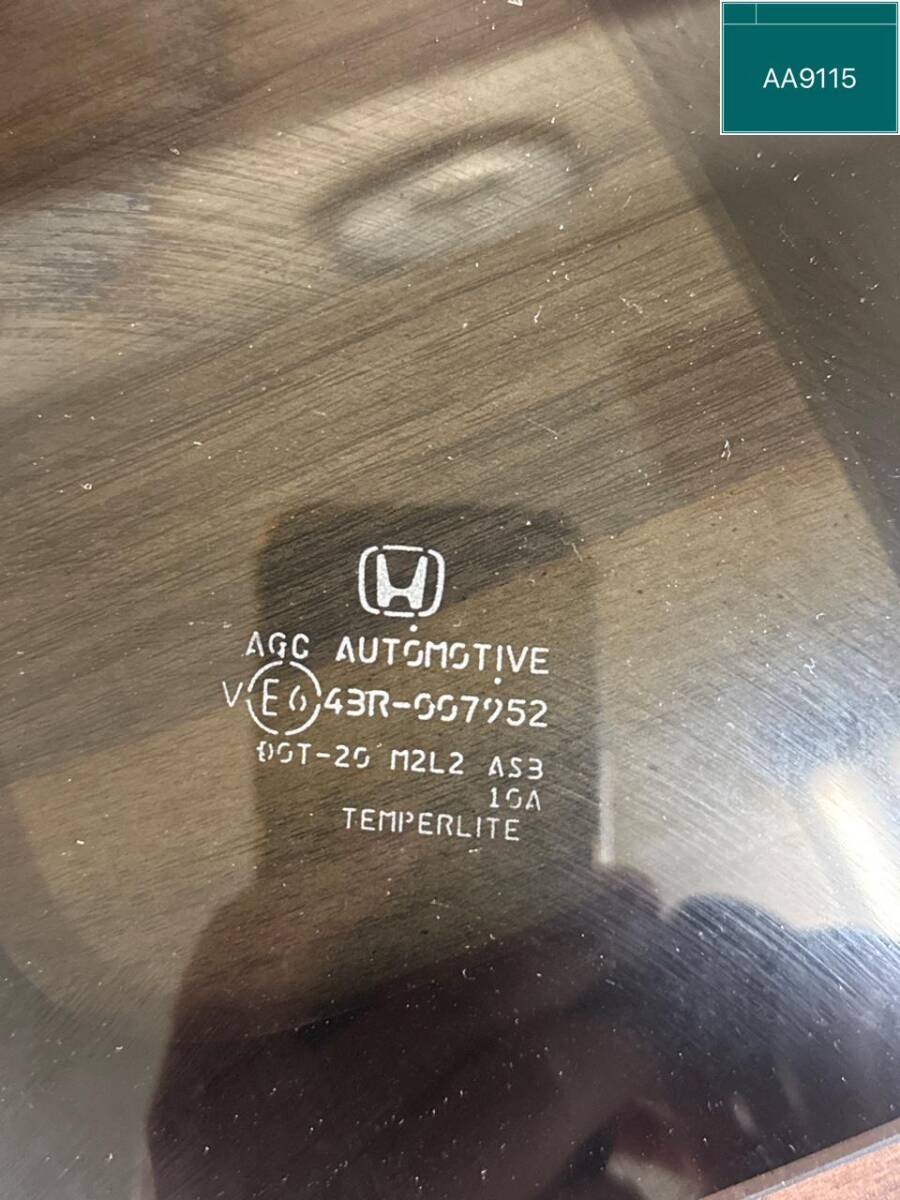 AA9115
AGC AUTOMOTIVE
V E6 43R-007952
DOT-20 M2L2 AS3
10A
TEMPERLITE